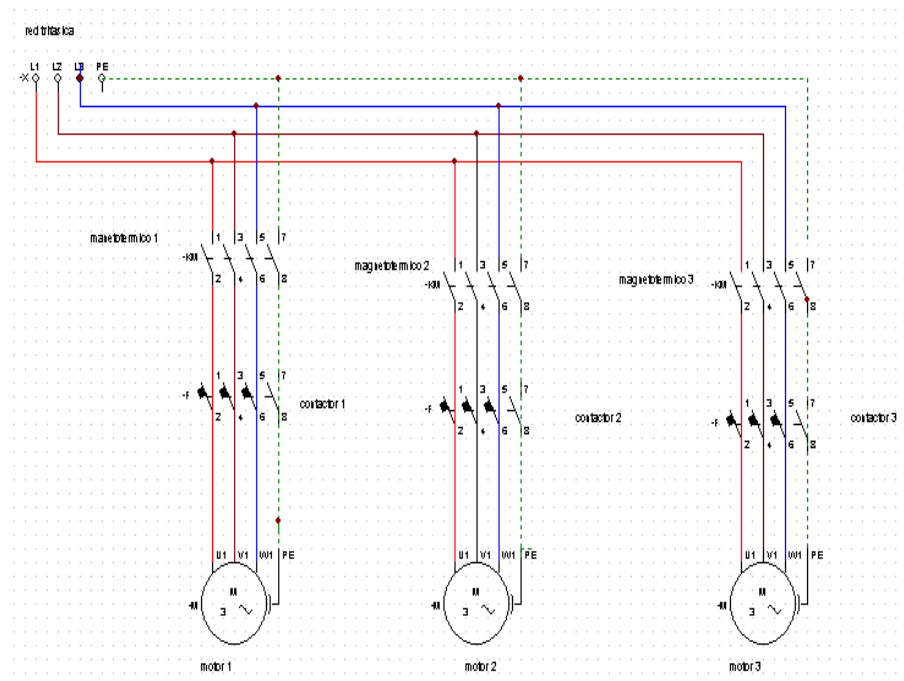 red trifasica
L1 L2 L3 PE
-X
manetotermico 1
1 3 5 7
-KM
2 4 6 8
magnetotermico 2
1 3 5 7
-KM
2 4 6 8
magnetotermico 3
1 3 5 7
-KM
2 4 6 8
1 3 5 7
-F
2 4 6 8
contactor 1
1 3 5 7
-F
2 4 6 8
contactor 2
1 3 5 7
-F
2 4 6 8
contactor 3
U1 V1 W1 PE
-M
M
3
motor 1
U1 V1 W1 PE
-M
M
3
motor 2
U1 V1 W1 PE
-M
M
3
motor 3